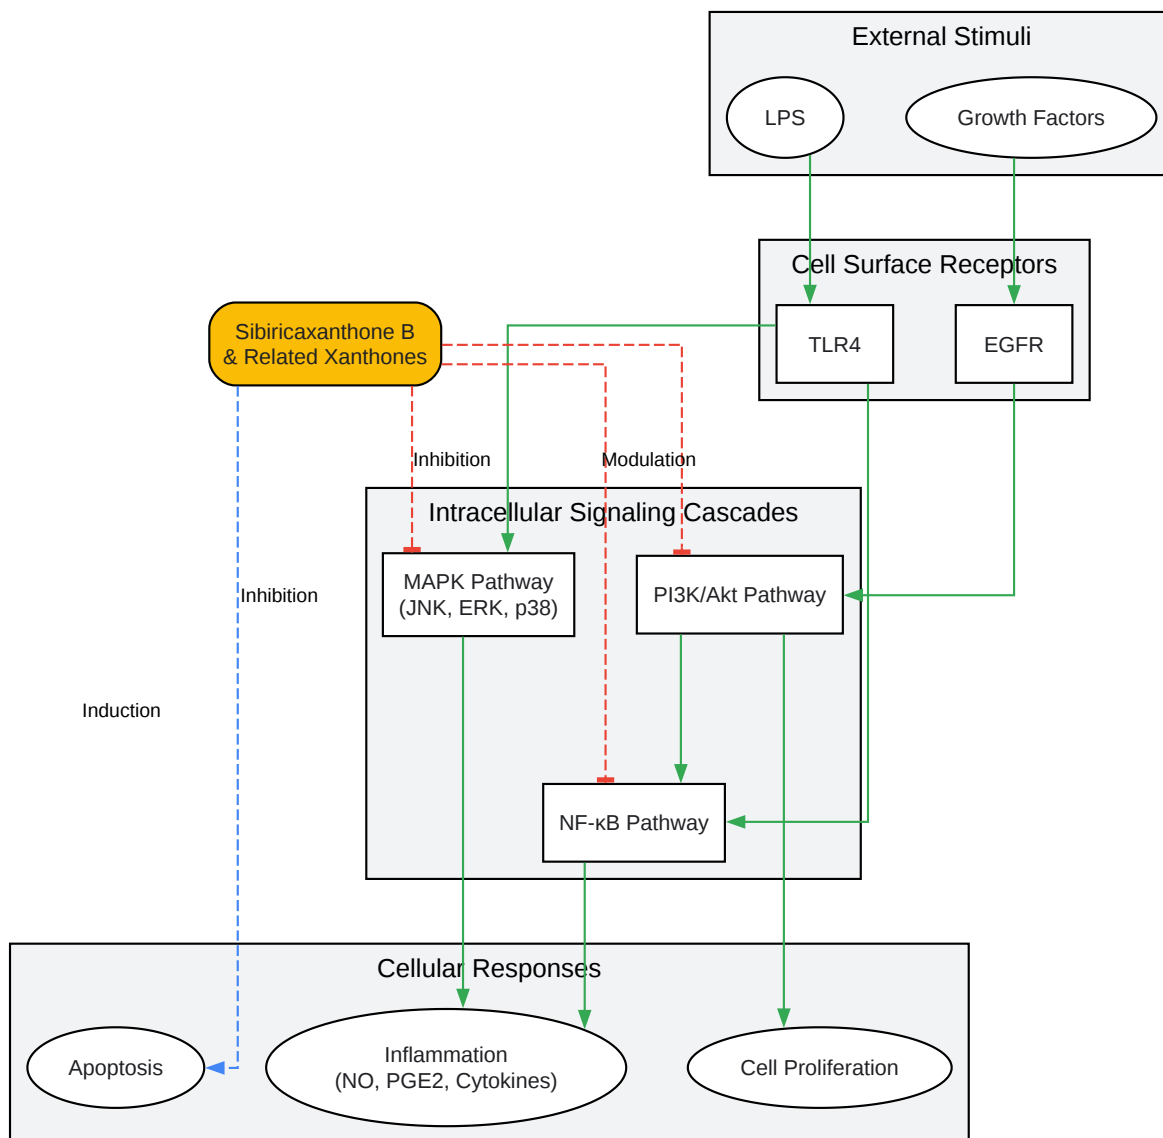 External Stimuli
LPS
Growth Factors
Cell Surface Receptors
TLR4
EGFR
Sibiricaxanthone B
& Related Xanthones
Inhibition
Modulation
Intracellular Signaling Cascades
MAPK Pathway
(JNK, ERK, p38)
PI3K/Akt Pathway
Inhibition
Induction
NF-κB Pathway
Cellular Responses
Apoptosis
Inflammation
(NO, PGE2, Cytokines)
Cell Proliferation